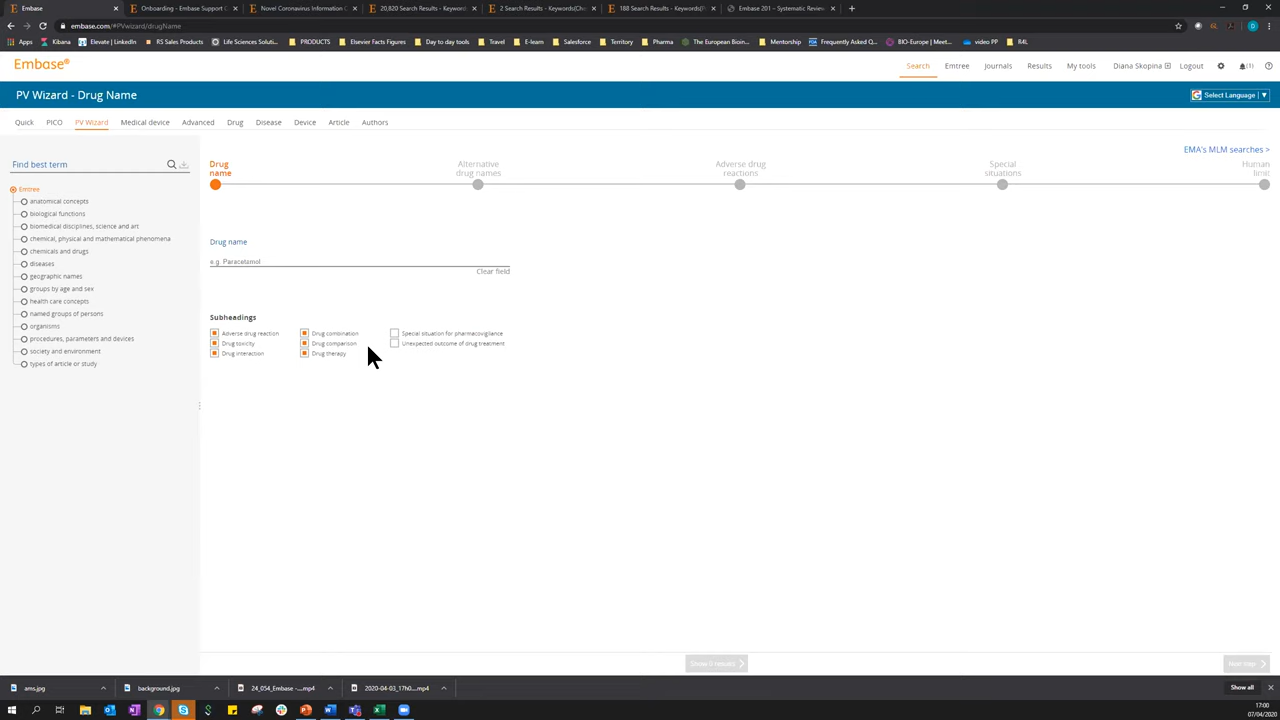 Embase
Onboarding - Embase Support C
Novel Coronavirus Information C
20,820 Search Results - Keyword:
2 Search Results - Keywords(Che
188 Search Results - Keywords(P
Embase 201 – Systematic Review
embase.com/#PVwizard/drugName
Apps
Kibana
Elevate | LinkedIn
RS Sales Products
Life Sciences Soluti...
PRODUCTS
Elsevier Facts Figures
Day to day tools
Travel
E-learn
Salesforce
Territory
Pharma
The European Bioin...
Mentorship
Frequently Asked Q...
BIO-Europe | Meet...
video PP
R4L
Embase®
Search
Emtree
Journals
Results
My tools
Diana Skopina
Logout
(1)
PV Wizard - Drug Name
Select Language
Quick
PICO
PV Wizard
Medical device
Advanced
Drug
Disease
Device
Article
Authors
EMA's MLM searches >
Find best term
Emtree
anatomical concepts
biological functions
biomedical disciplines, science and art
chemical, physical and mathematical phenomena
chemicals and drugs
diseases
geographic names
groups by age and sex
health care concepts
named groups of persons
organisms
procedures, parameters and devices
society and environment
types of article or study
Drug
name
Alternative
drug names
Adverse drug
reactions
Special
situations
Human
limit
Drug name
e.g. Paracetamol
Clear field
Subheadings
Adverse drug reaction
Drug combination
Special situation for pharmacovigilance
Drug toxicity
Drug comparison
Unexpected outcome of drug treatment
Drug interaction
Drug therapy
Show 0 results
Next step
ams.jpg
background.jpg
24_054_Embase -....mp4
2020-04-03_17h0....mp4
Show all
17:00
07/04/2020